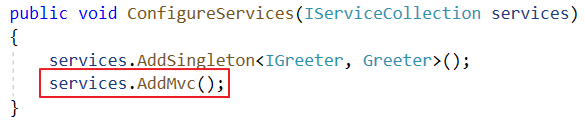 public void ConfigureServices(IServiceCollection services)
{
services.AddSingleton<IGreeter, Greeter>();
services.AddMvc();
}